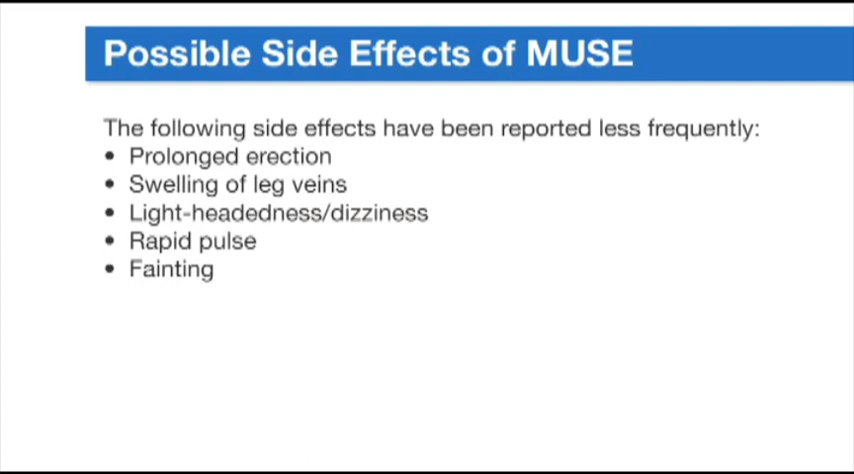 Possible Side Effects of MUSE
The following side effects have been reported less frequently:
• Prolonged erection
• Swelling of leg veins
• Light-headedness/dizziness
• Rapid pulse
• Fainting